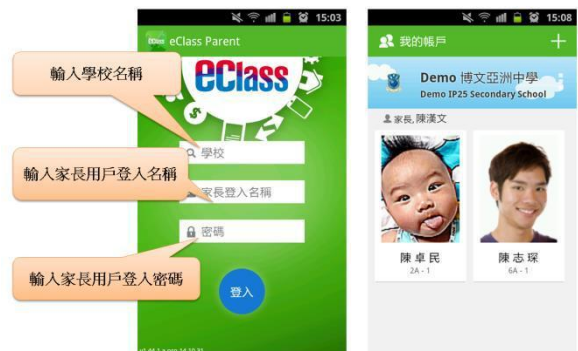 15:03
eClass Parent
eClass
輸入學校名稱
學校
輸入家長用戶登入名稱
家長登入名稱
密碼
輸入家長用戶登入密碼
登入
15:08
我的帳戶
Demo 博文亞洲中學
Demo IP25 Secondary School
家長, 陳漢文
陳卓民
2A - 1
陳志琛
6A - 1